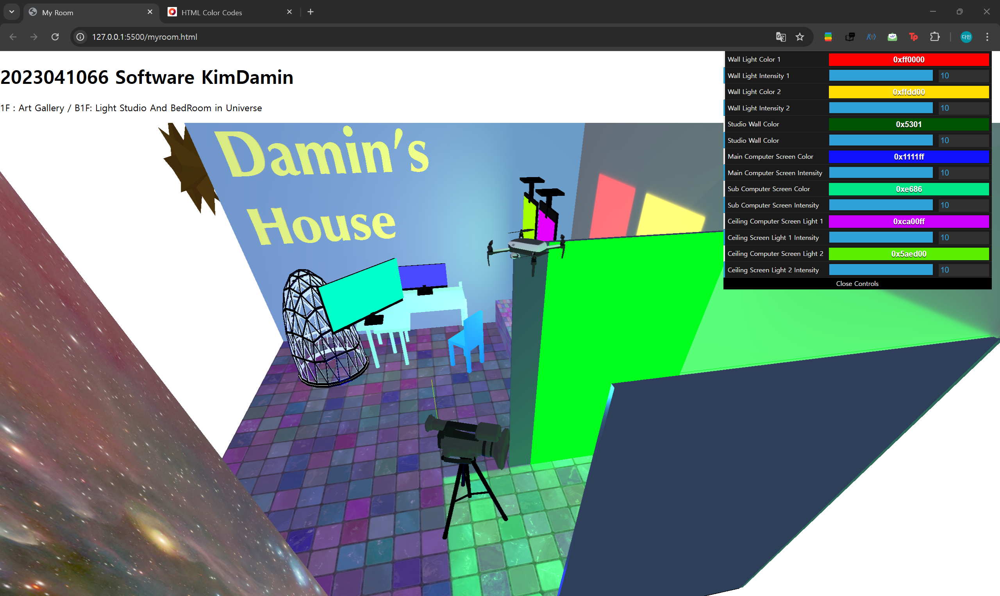 My Room
HTML Color Codes
127.0.0.1:5500/myroom.html
Tp
다민
2023041066 Software KimDamin
1F : Art Gallery / B1F: Light Studio And BedRoom in Universe
Damin's
House
Wall Light Color 1 0xff0000
Wall Light Intensity 1 10
Wall Light Color 2 0xffdd00
Wall Light Intensity 2 10
Studio Wall Color 0x5301
Studio Wall Color 10
Main Computer Screen Color 0x1111ff
Main Computer Screen Intensity 10
Sub Computer Screen Color 0xe686
Sub Computer Screen Intensity 10
Ceiling Computer Screen Light 1 0xca00ff
Ceiling Screen Light 1 Intensity 10
Ceiling Computer Screen Light 2 0x5aed00
Ceiling Screen Light 2 Intensity 10
Close Controls